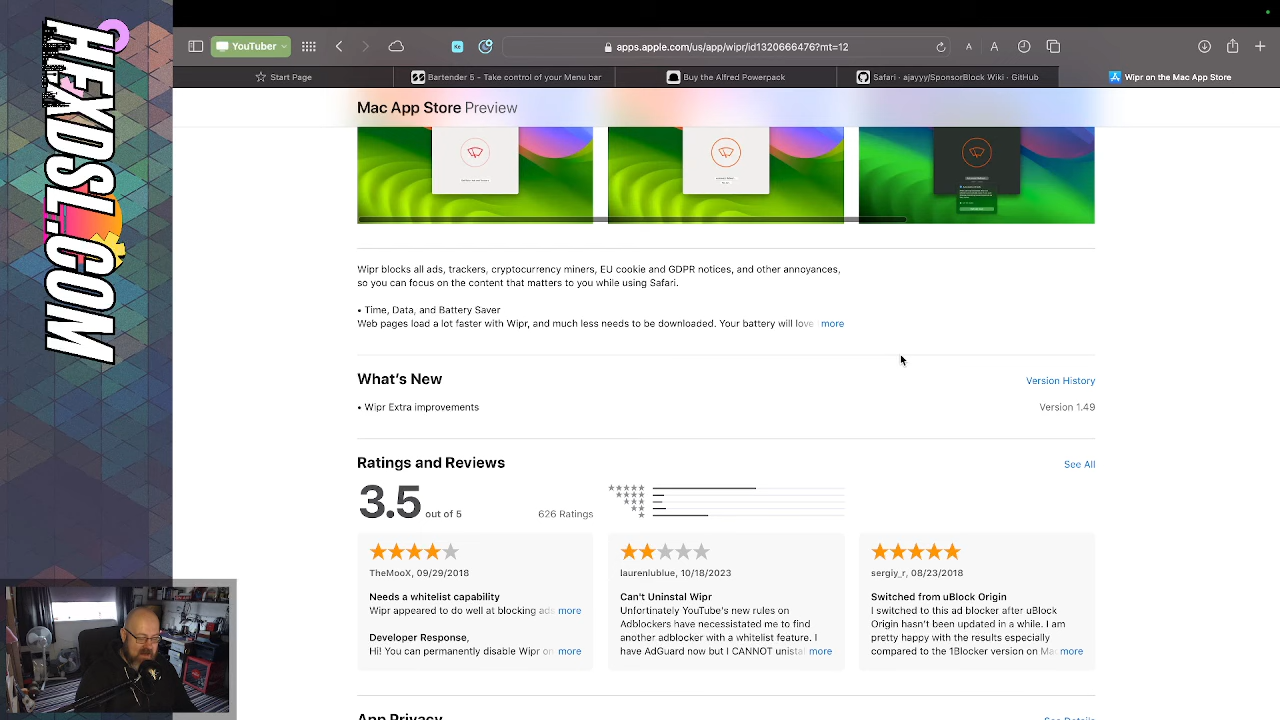 HEXDSL.COM
YouTuber
apps.apple.com/us/app/wipr/id1320666476?mt=12
A A
Start Page
Bartender 5 - Take control of your Menu bar
Buy the Alfred Powerpack
Safari · ajayyy/SponsorBlock Wiki · GitHub
Wipr on the Mac App Store
Mac App Store Preview
Wipr blocks all ads, trackers, cryptocurrency miners, EU cookie and GDPR notices, and other annoyances,
so you can focus on the content that matters to you while using Safari.
• Time, Data, and Battery Saver
Web pages load a lot faster with Wipr, and much less needs to be downloaded. Your battery will love more
What's New
Version History
• Wipr Extra improvements
Version 1.49
Ratings and Reviews
See All
3.5 out of 5
626 Ratings
TheMooX, 09/29/2018
Needs a whitelist capability
Wipr appeared to do well at blocking ads more
Developer Response,
Hi! You can permanently disable Wipr on more
laureniublue, 10/18/2023
Can't Uninstal Wipr
Unfortinately YouTube's new rules on
Adblockers have necessistated me to find
another adblocker with a whitelist feature. I
have AdGuard now but I CANNOT unistal more
sergiy_r, 08/23/2018
Switched from uBlock Origin
I switched to this ad blocker after uBlock
Origin hasn't been updated in a while. I am
pretty happy with the results especially
compared to the 1Blocker version on Mac more
App Privacy
See Details